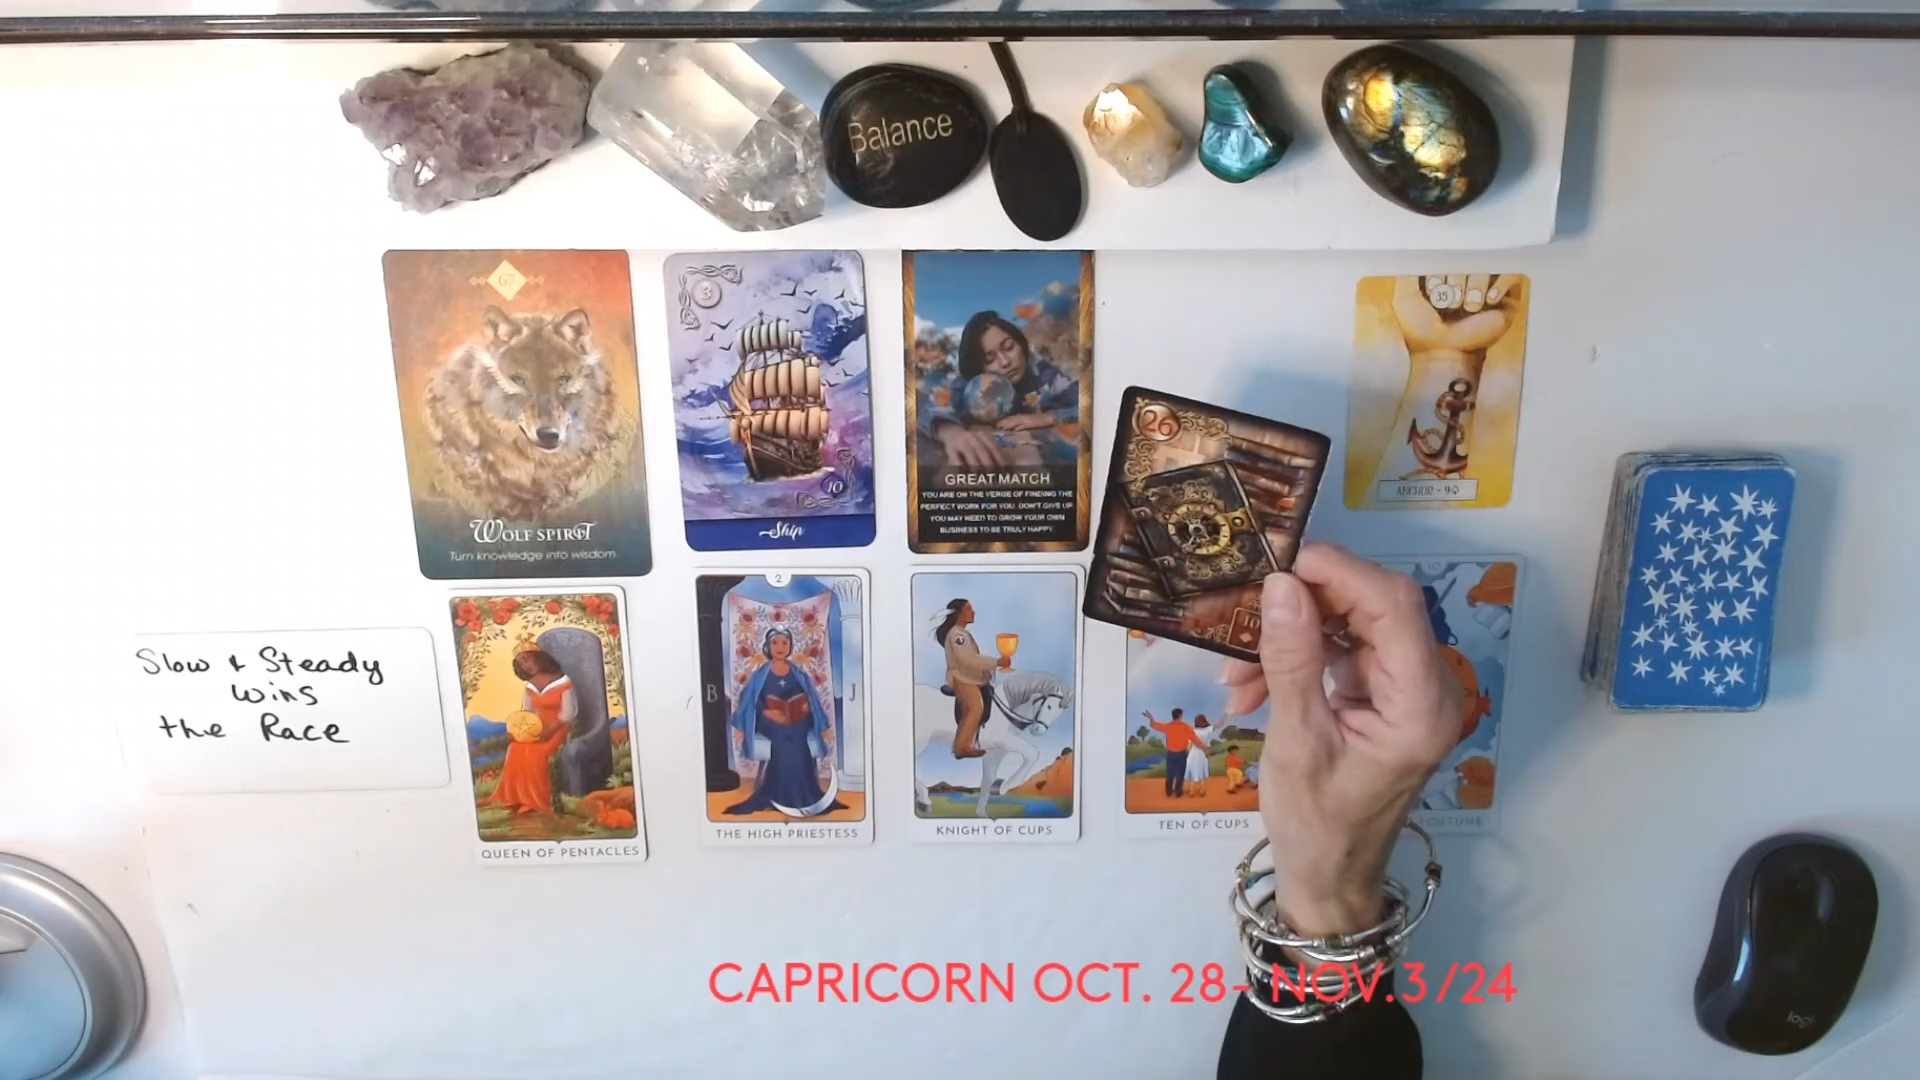 Balance
67
Wolf Spirit
Turn knowledge into wisdom
3
10
Ship
GREAT MATCH
YOU ARE ON THE VERGE OF FINDING THE
PERFECT WORK FOR YOU. DON'T GIVE UP.
YOU MAY NEED TO GROW YOUR OWN
BUSINESS TO BE TRULY HAPPY.
26
10
35
ANCHOR - 9
Slow + Steady
wins
the Race
QUEEN OF PENTACLES
2
B J
THE HIGH PRIESTESS
KNIGHT OF CUPS
TEN OF CUPS
10
FORTUNE
CAPRICORN OCT. 28- NOV.3/24
logi